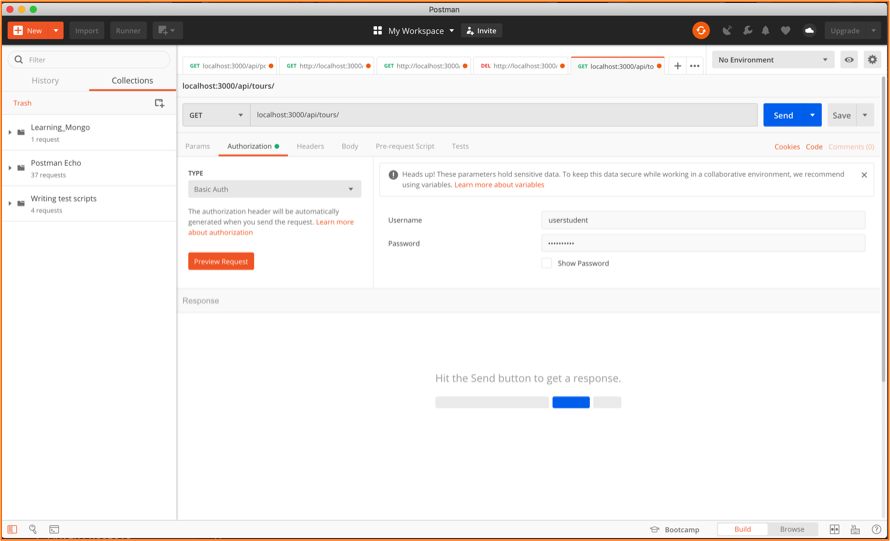 Postman
New
Import
Runner
My Workspace
Invite
Upgrade
Filter
History
Collections
Trash
Learning_Mongo
1 request
Postman Echo
37 requests
Writing test scripts
4 requests
GET localhost:3000/api/pc
GET http://localhost:3000/
GET http://localhost:3000/
DEL http://localhost:3000/
GET localhost:3000/api/to
No Environment
localhost:3000/api/tours/
GET
localhost:3000/api/tours/
Send
Save
Params
Authorization
Headers
Body
Pre-request Script
Tests
Cookies
Code
Comments (0)
TYPE
Basic Auth
The authorization header will be automatically
generated when you send the request. Learn more
about authorization
Preview Request
Heads up! These parameters hold sensitive data. To keep this data secure while working in a collaborative environment, we recommend
using variables. Learn more about variables
Username
userstudent
Password
••••••••••
Show Password
Response
Hit the Send button to get a response.
Bootcamp
Build
Browse